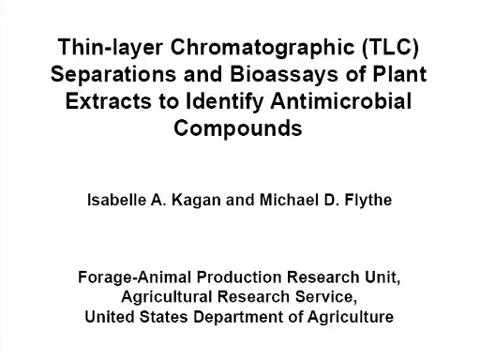 Thin-layer Chromatographic (TLC)
Separations and Bioassays of Plant
Extracts to Identify Antimicrobial
Compounds
Isabelle A. Kagan and Michael D. Flythe
Forage-Animal Production Research Unit,
Agricultural Research Service,
United States Department of Agriculture